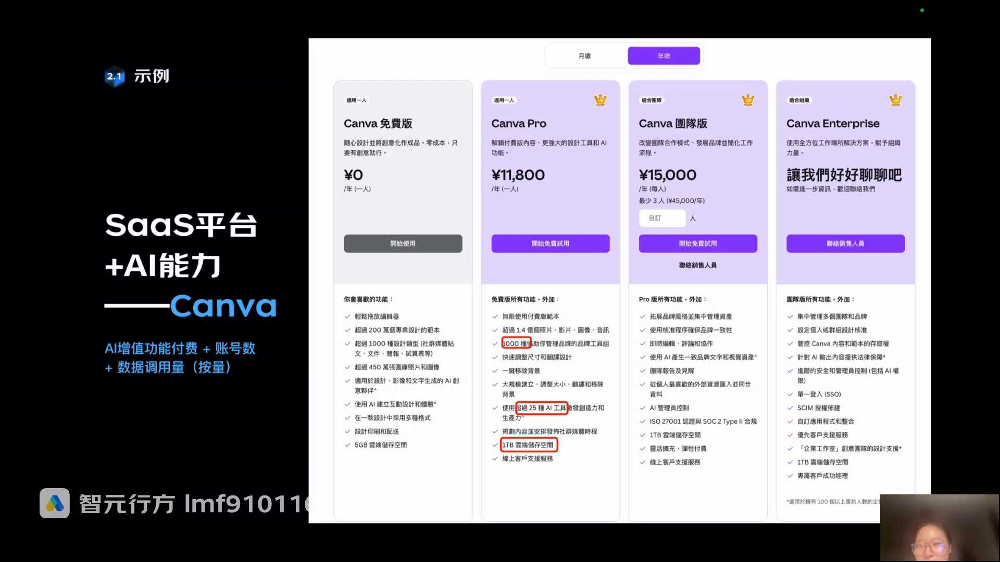 2.1 示例
SaaS平台
+AI能力
——Canva
AI增值功能付费 + 账号数
+ 数据调用量（按量）
智元行方 lmf910116
月繳
年繳
適用一人
Canva 免費版
隨心設計並將創意化作成品。零成本，只
要有創意就行。
¥0
/年 (一人)
開始使用
你會喜歡的功能：
輕鬆拖放編輯器
超過 200 萬個專業設計的範本
超過 1000 種設計類型 (社群媒體貼
文、文件、簡報、試算表等)
超過 450 萬張圖庫照片和圖像
適用於設計、影像和文字生成的 AI 創
意夥伴^
使用 AI 建立互動設計和體驗^
在一款設計中採用多種格式
設計印刷和配送
5GB 雲端儲存空間
適用一人
Canva Pro
解鎖付費版內容、更強大的設計工具和 AI
功能。
¥11,800
/年 (一人)
開始免費試用
免費版所有功能，外加：
無限使用付費版範本
超過 1.4 億個照片、影片、圖像、音訊
1000 種協助你管理品牌的品牌工具組
快速調整尺寸和翻譯設計
一鍵移除背景
大規模建立、調整大小、翻譯和移除
背景
使用超過 25 種 AI 工具激發創造力和
生產力^
規劃內容並安排發佈社群媒體時程
1TB 雲端儲存空間
線上客戶支援服務
適合團隊
Canva 團隊版
改變團隊合作模式、發展品牌並簡化工作
流程。
¥15,000
/年 (每人)
最少 3 人 (¥45,000/年)
自訂 人
開始免費試用
聯絡銷售人員
Pro 版所有功能，外加：
拓展品牌風格並集中管理資產
使用核准程序確保品牌一致性
即時編輯、評論和協作
使用 AI 產生一致品牌文字和視覺資產^
團隊報告及見解
從個人最喜歡的外部資源匯入並同步
資料
AI 管理員控制
ISO 27001 認證與 SOC 2 Type II 合規
1TB 雲端儲存空間
靈活擴充，彈性付費
線上客戶支援服務
適合組織
Canva Enterprise
使用全方位工作場所解決方案，賦予組織
力量。
讓我們好好聊聊吧
如需進一步資訊，歡迎聯絡我們
聯絡銷售人員
團隊版所有功能，外加：
集中管理多個團隊和品牌
設定個人或群組設計核准
管控 Canva 內容和範本的存取權
針對 AI 輸出內容提供法律保障*
進階的安全和管理員控制 (包括 AI 權
限)
單一登入 (SSO)
SCIM 授權佈建
自訂應用程式和整合
優先客戶支援服務
「企業工作室」創意團隊的設計支援*
1TB 雲端儲存空間
專屬客戶成功經理
*適用於擁有 100 個以上簽約人數的企